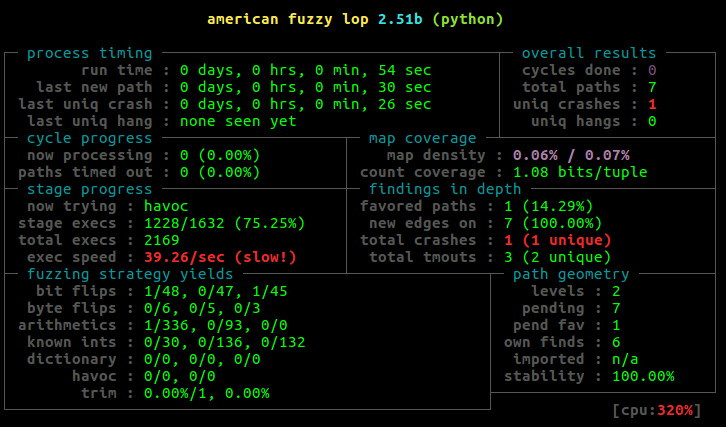 american fuzzy lop 2.51b (python)
process timing
overall results
run time : 0 days, 0 hrs, 0 min, 54 sec
cycles done : 0
last new path : 0 days, 0 hrs, 0 min, 30 sec
total paths : 7
last uniq crash : 0 days, 0 hrs, 0 min, 26 sec
uniq crashes : 1
last uniq hang : none seen yet
uniq hangs : 0
cycle progress
map coverage
now processing : 0 (0.00%)
map density : 0.06% / 0.07%
paths timed out : 0 (0.00%)
count coverage : 1.08 bits/tuple
stage progress
findings in depth
now trying : havoc
favored paths : 1 (14.29%)
stage execs : 1228/1632 (75.25%)
new edges on : 7 (100.00%)
total execs : 2169
total crashes : 1 (1 unique)
exec speed : 39.26/sec (slow!)
total tmouts : 3 (2 unique)
fuzzing strategy yields
path geometry
bit flips : 1/48, 0/47, 1/45
levels : 2
byte flips : 0/6, 0/5, 0/3
pending : 7
arithmetics : 1/336, 0/93, 0/0
pend fav : 1
known ints : 0/30, 0/136, 0/132
own finds : 6
dictionary : 0/0, 0/0, 0/0
imported : n/a
havoc : 0/0, 0/0
stability : 100.00%
trim : 0.00%/1, 0.00%
[cpu:320%]